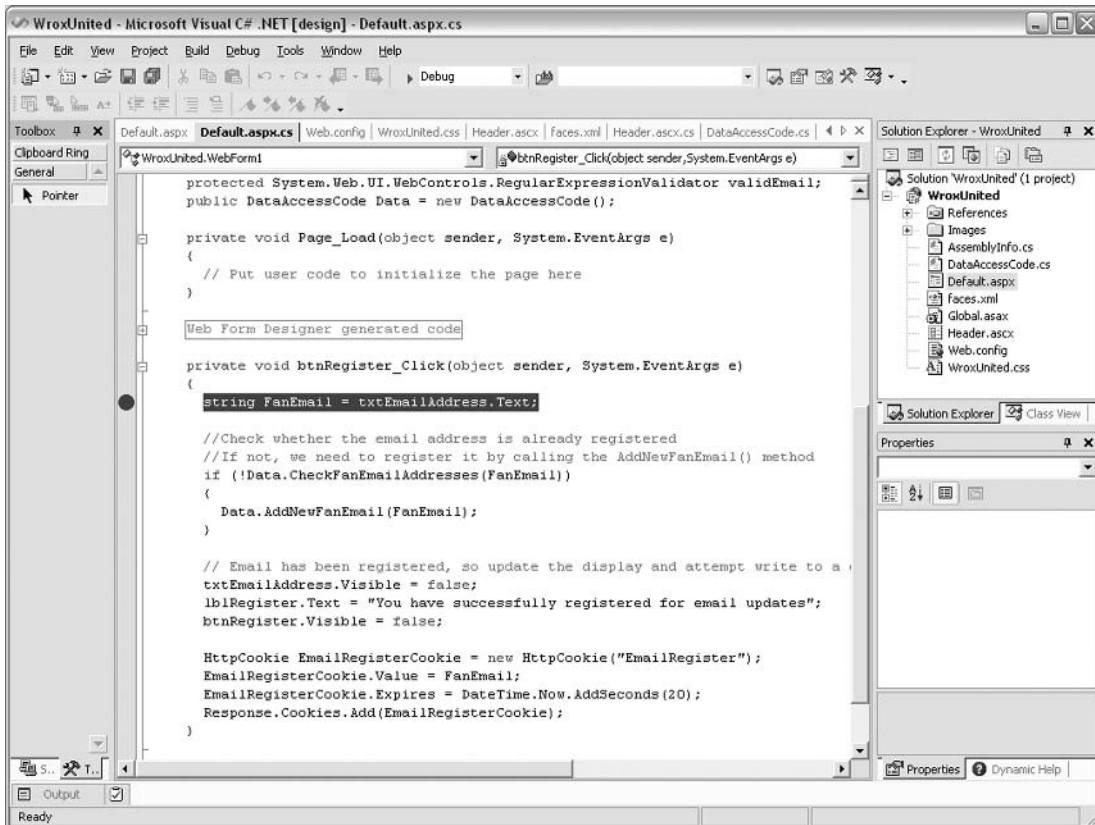 WroxUnited - Microsoft Visual C# .NET [design] - Default.aspx.cs
File Edit View Project Build Debug Tools Window Help
Debug
Toolbox
Clipboard Ring
General
Pointer
Default.aspx Default.aspx.cs Web.config WroxUnited.css Header.ascx faces.xml Header.ascx.cs DataAccessCode.cs
WroxUnited.WebForm1 btnRegister_Click(object sender,System.EventArgs e)
protected System.Web.UI.WebControls.RegularExpressionValidator validEmail;
public DataAccessCode Data = new DataAccessCode();
private void Page_Load(object sender, System.EventArgs e)
{
// Put user code to initialize the page here
}
Web Form Designer generated code
private void btnRegister_Click(object sender, System.EventArgs e)
{
string FanEmail = txtEmailAddress.Text;
//Check whether the email address is already registered
//If not, we need to register it by calling the AddNewFanEmail() method
if (!Data.CheckFanEmailAddresses(FanEmail))
{
Data.AddNewFanEmail(FanEmail);
}
// Email has been registered, so update the display and attempt write to a
txtEmailAddress.Visible = false;
lblRegister.Text = "You have successfully registered for email updates";
btnRegister.Visible = false;
HttpCookie EmailRegisterCookie = new HttpCookie("EmailRegister");
EmailRegisterCookie.Value = FanEmail;
EmailRegisterCookie.Expires = DateTime.Now.AddSeconds(20);
Response.Cookies.Add(EmailRegisterCookie);
}
S.. T..
Solution Explorer - WroxUnited
Solution 'WroxUnited' (1 project)
WroxUnited
References
Images
AssemblyInfo.cs
DataAccessCode.cs
Default.aspx
faces.xml
Global.asax
Header.ascx
Web.config
WroxUnited.css
Solution Explorer Class View
Properties
Properties Dynamic Help
Output
Ready